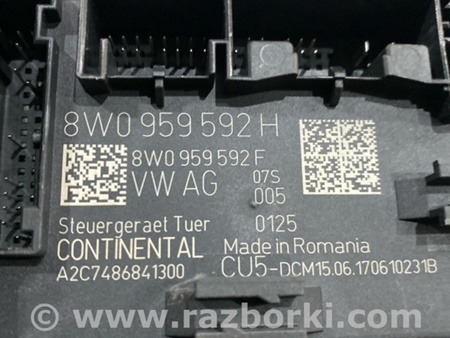 8W0 959 592 H
8W0 959 592 F
VW AG 07S
005
Steuergeraet Tuer 0125
CONTINENTAL Made in Romania
A2C7486841300 CU5-DCM15.06.170610231B
© www.razborki.com